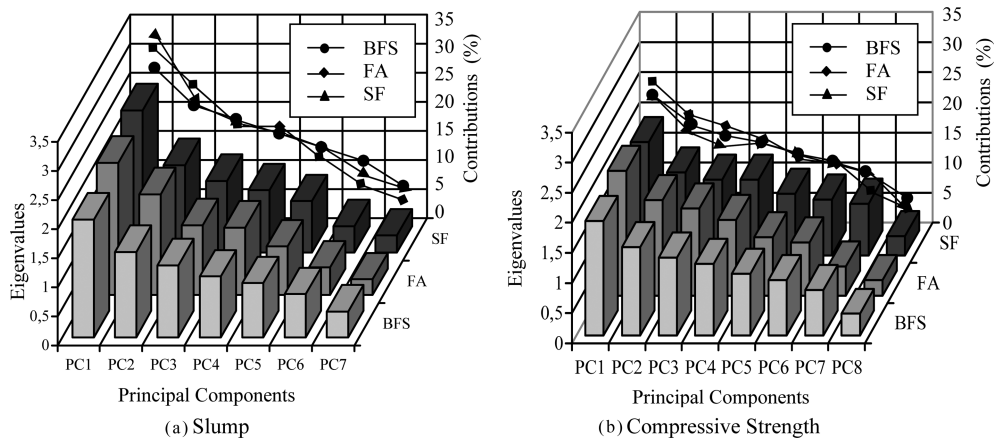 35
30
25
20
15
10
5
0
Contributions (%)
BFS
FA
SF
3,5
3
2,5
2
1,5
1
0,5
0
Eigenvalues
SF
FA
BFS
PC1 PC2 PC3 PC4 PC5 PC6 PC7
Principal Components
(a) Slump
35
30
25
20
15
10
5
0
Contributions (%)
BFS
FA
SF
3,5
3
2,5
2
1,5
1
0,5
0
Eigenvalues
SF
FA
BFS
PC1 PC2 PC3 PC4 PC5 PC6 PC7 PC8
Principal Components
(b) Compressive Strength